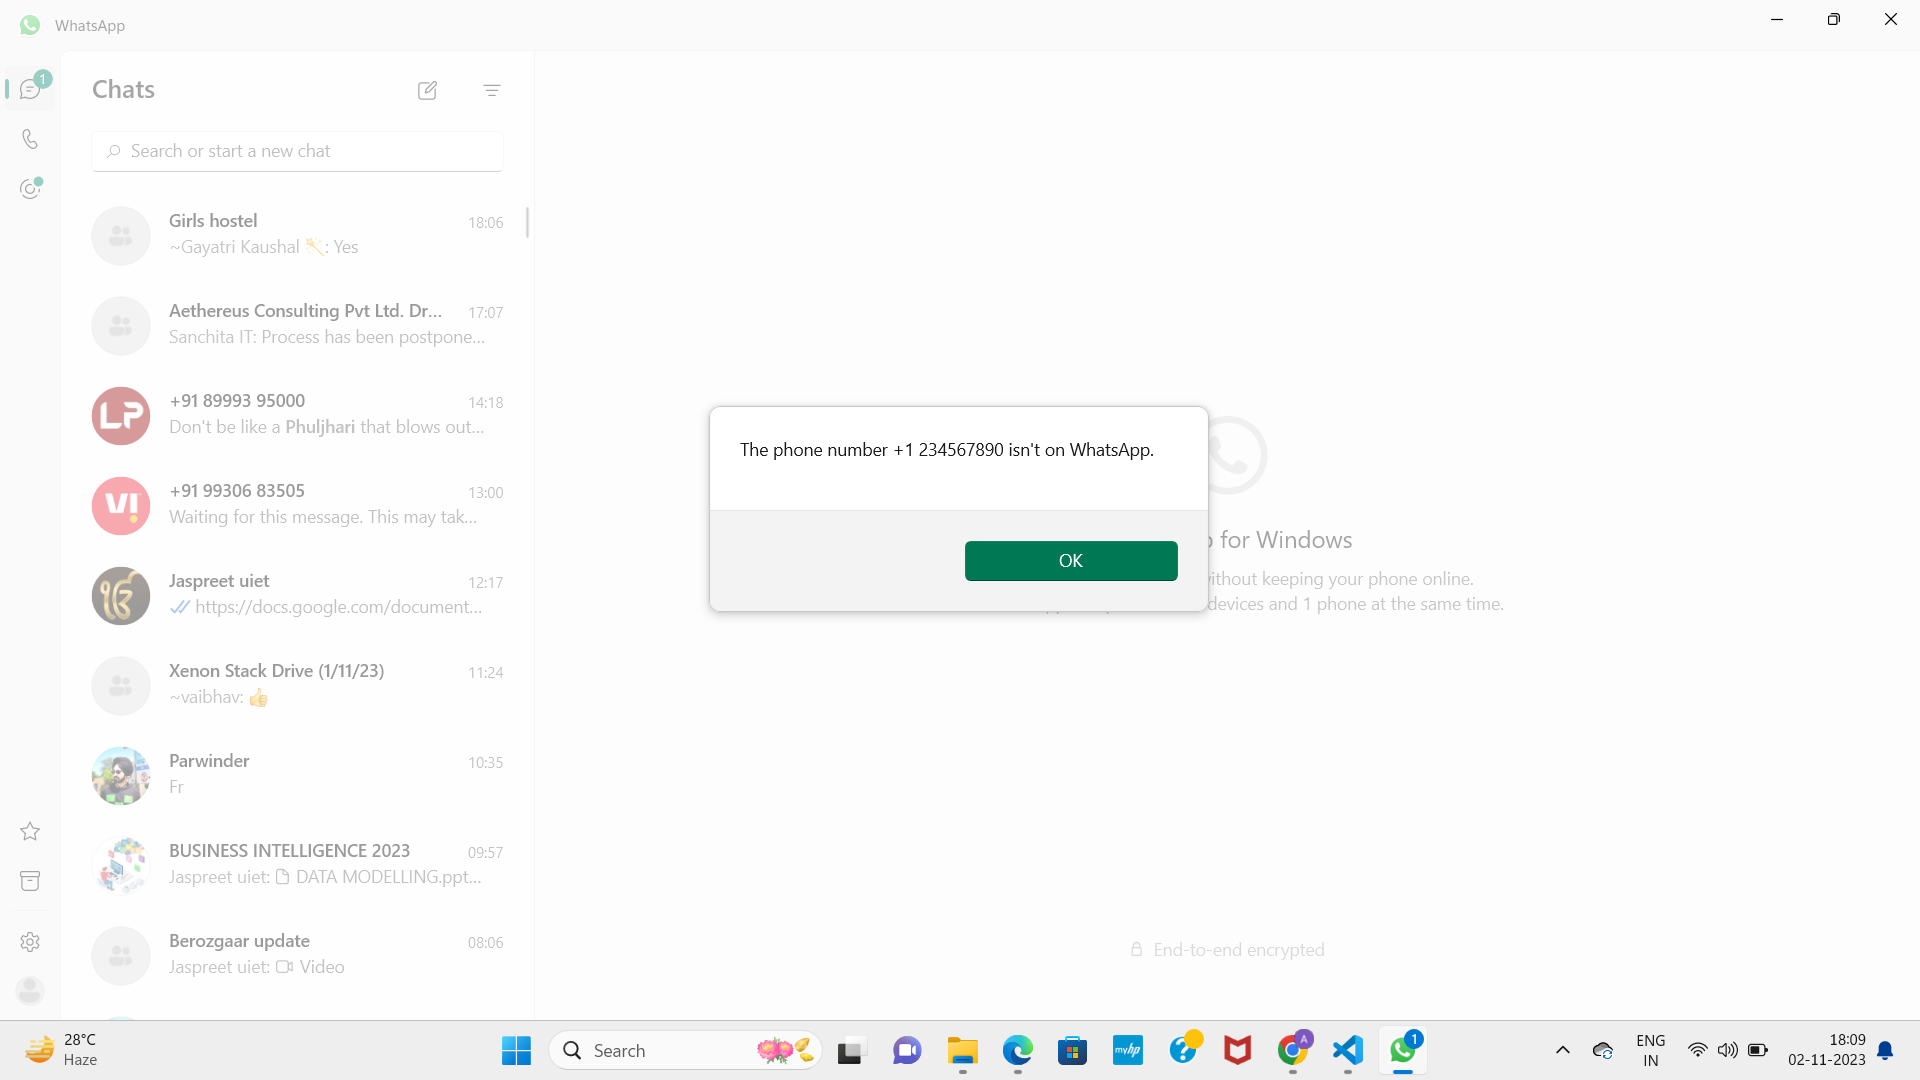 WhatsApp
1
Chats
Search or start a new chat
Girls hostel 18:06
~Gayatri Kaushal : Yes
Aethereus Consulting Pvt Ltd. Dr... 17:07
Sanchita IT: Process has been postpone...
LP
+91 89993 95000 14:18
Don't be like a Phuljhari that blows out...
VI
+91 99306 83505 13:00
Waiting for this message. This may tak...
ੴ
Jaspreet uiet 12:17
https://docs.google.com/document...
Xenon Stack Drive (1/11/23) 11:24
~vaibhav: 👍
Parwinder 10:35
Fr
BUSINESS INTELLIGENCE 2023 09:57
Jaspreet uiet: DATA MODELLING.ppt...
Berozgaar update 08:06
Jaspreet uiet: Video
The phone number +1 234567890 isn't on WhatsApp.
OK
for Windows
ithout keeping your phone online.
devices and 1 phone at the same time.
End-to-end encrypted
28°C
Haze
Search
myhp
?
A
1
ENG
IN
18:09
02-11-2023